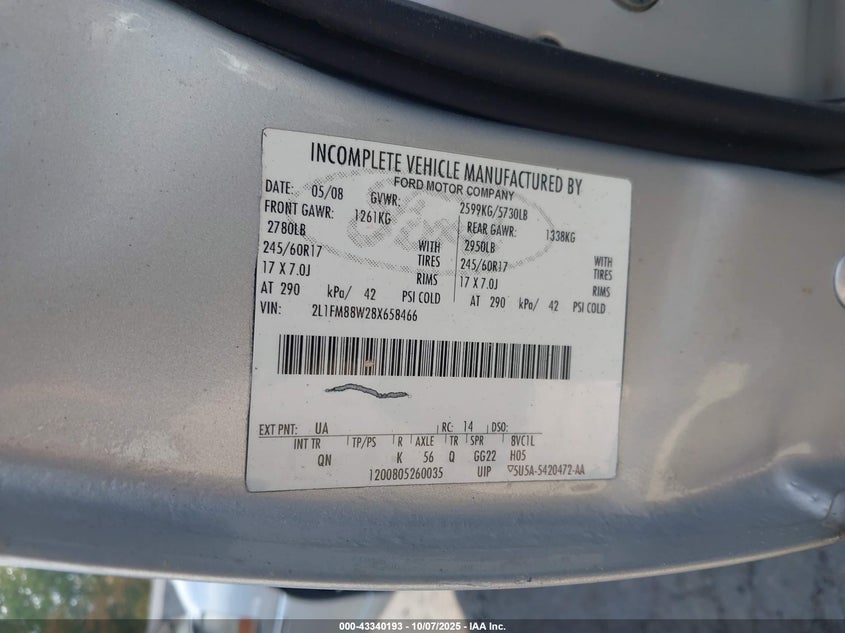 INCOMPLETE VEHICLE MANUFACTURED BY
FORD MOTOR COMPANY
DATE: 05/08 GVWR: 2599KG/5730LB
FRONT GAWR: 1261KG REAR GAWR: 1338KG
2780LB WITH 2950LB WITH
245/60R17 TIRES 245/60R17 TIRES
17 X 7.0J RIMS 17 X 7.0J RIMS
AT 290 kPa/ 42 PSI COLD AT 290 kPa/ 42 PSI COLD
VIN: 2L1FM88W28X658466
Ford
EXT PNT: UA RC: 14 DSO:
INT TR TP/PS R AXLE TR SPR BVC1L
QN K 56 Q GG22 H05
1200805260035 UIP 5U5A-5420472-AA
000-43340193 - 10/07/2025 - IAA Inc.